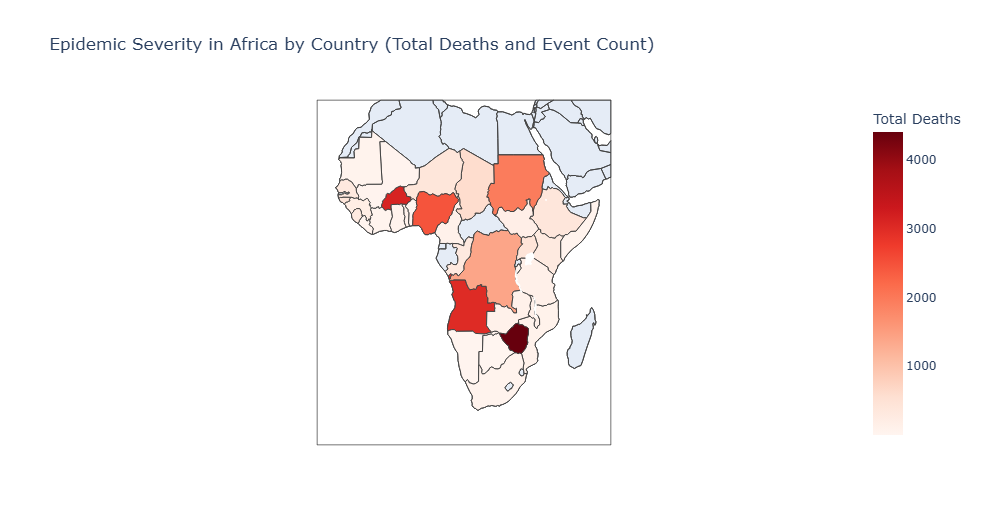 Epidemic Severity in Africa by Country (Total Deaths and Event Count)
Total Deaths
4000
3000
2000
1000